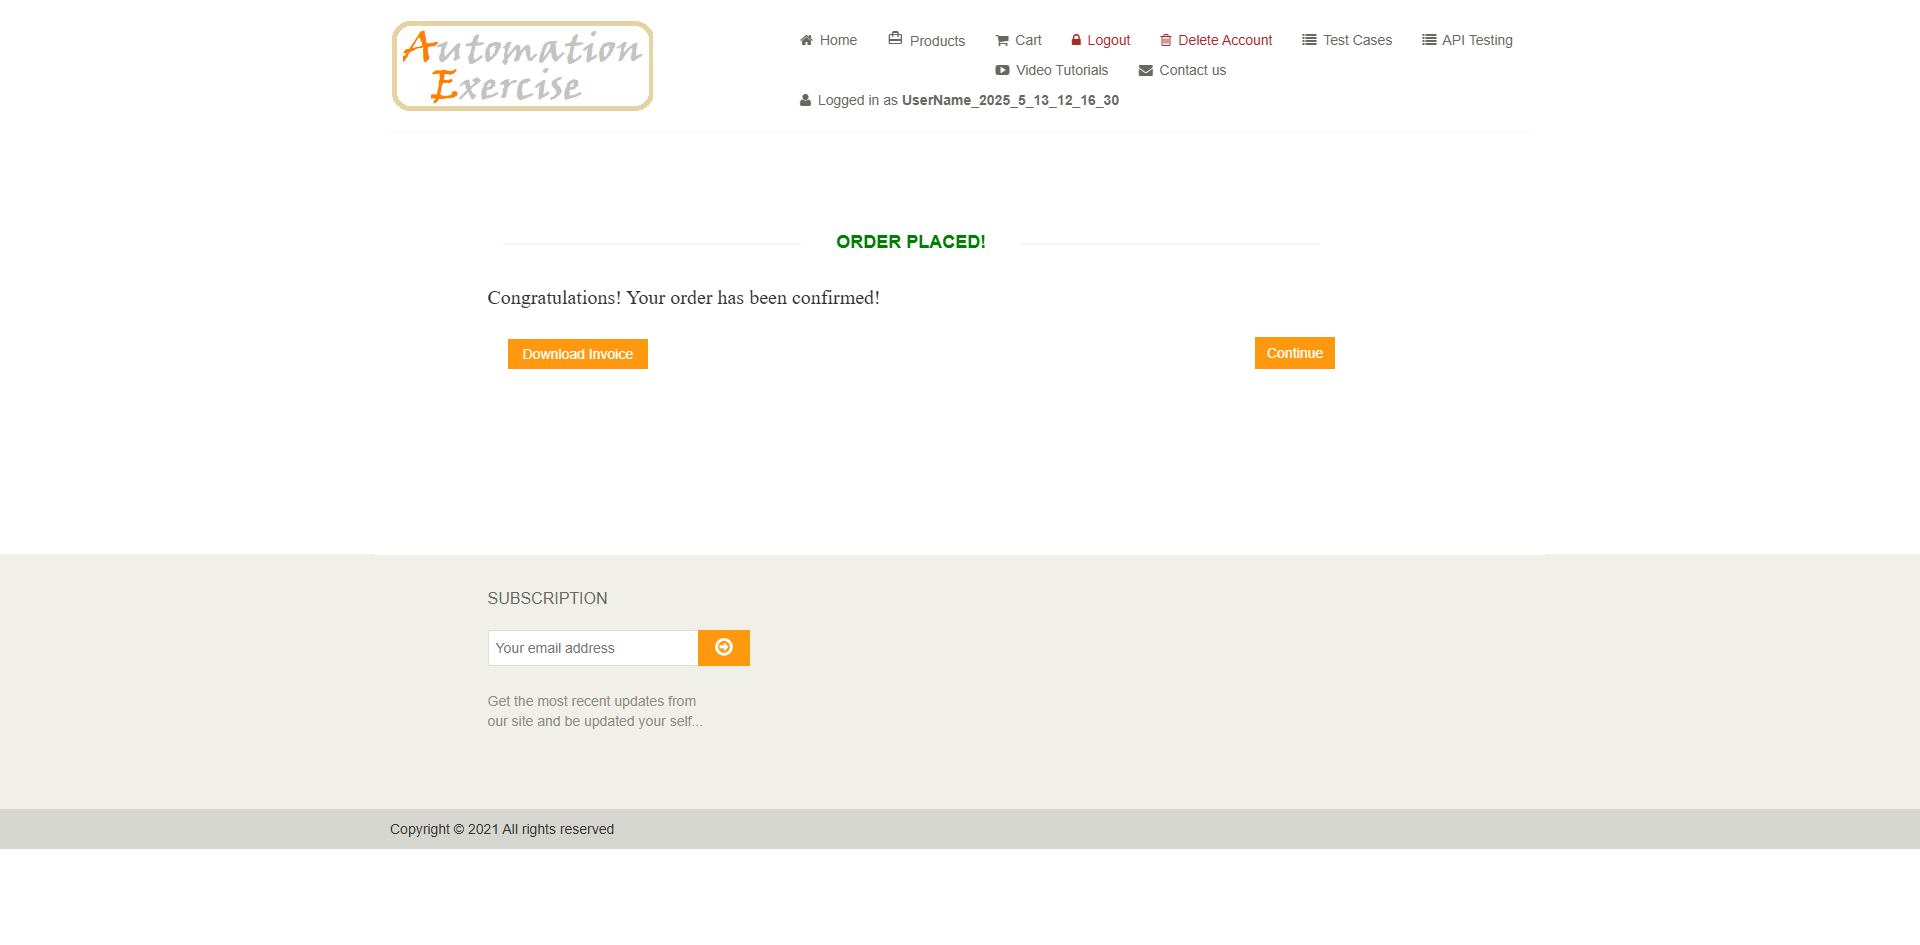 Automation
Exercise
Home
Products
Cart
Logout
Delete Account
Test Cases
API Testing
Video Tutorials
Contact us
Logged in as UserName_2025_5_13_12_16_30
ORDER PLACED!
Congratulations! Your order has been confirmed!
Download Invoice
Continue
SUBSCRIPTION
Your email address
Get the most recent updates from
our site and be updated your self...
Copyright © 2021 All rights reserved